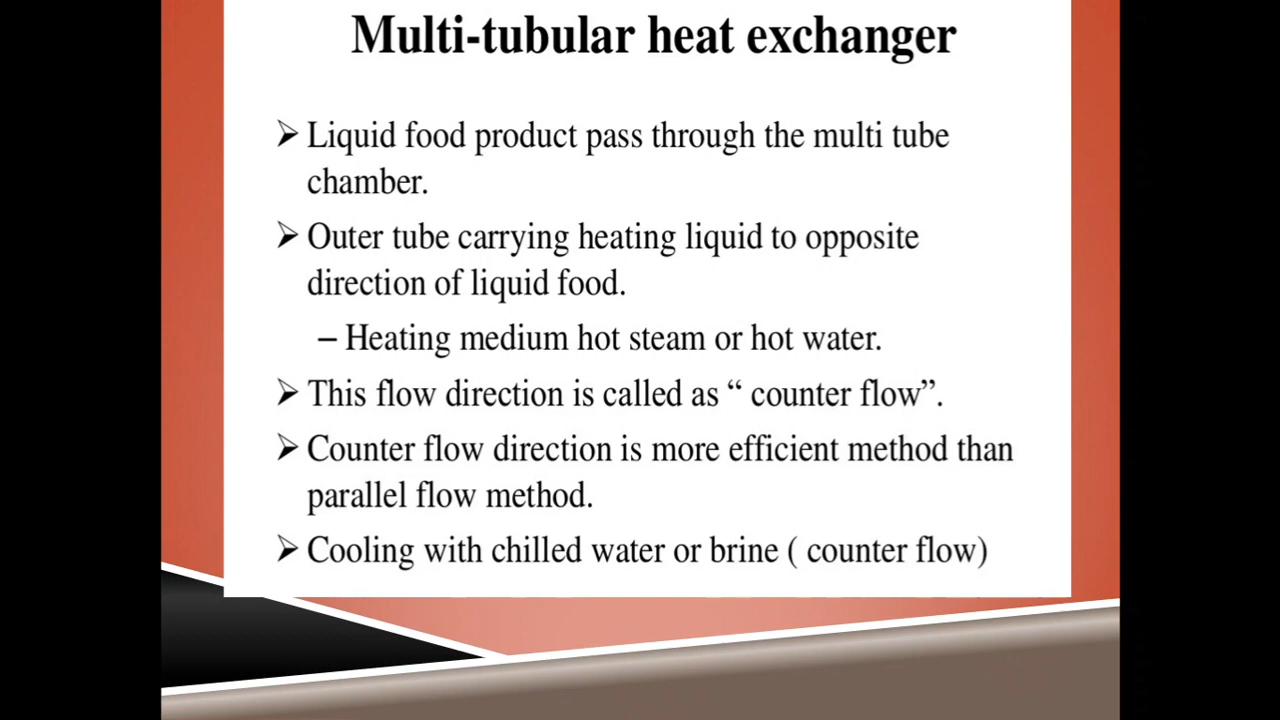 Multi-tubular heat exchanger
➢ Liquid food product pass through the multi tube
chamber.
➢ Outer tube carrying heating liquid to opposite
direction of liquid food.
– Heating medium hot steam or hot water.
➢ This flow direction is called as “ counter flow”.
➢ Counter flow direction is more efficient method than
parallel flow method.
➢ Cooling with chilled water or brine ( counter flow)